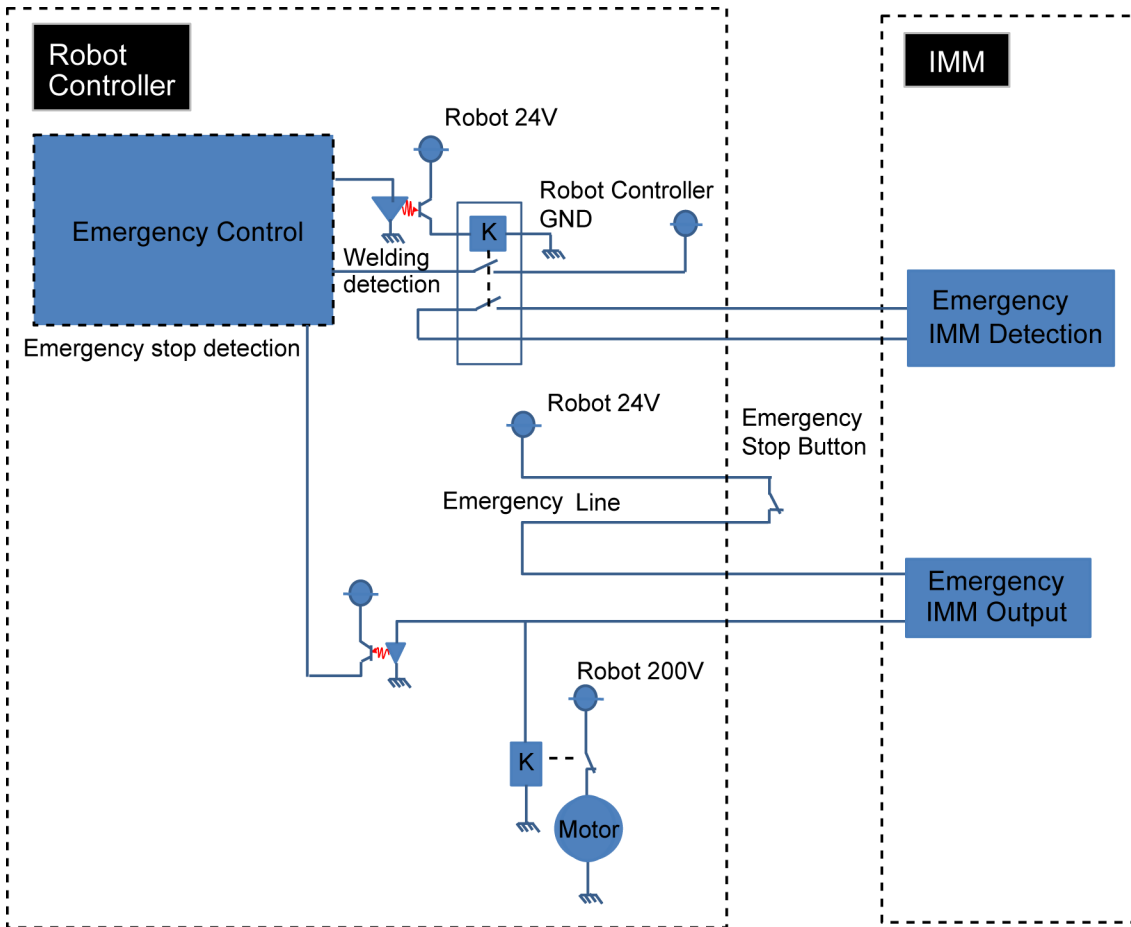 Robot
Controller
IMM
Robot 24V
Robot Controller
GND
Emergency Control
K
Welding
detection
Emergency
IMM Detection
Emergency stop detection
Robot 24V
Emergency
Stop Button
Emergency Line
Emergency
IMM Output
Robot 200V
K
Motor